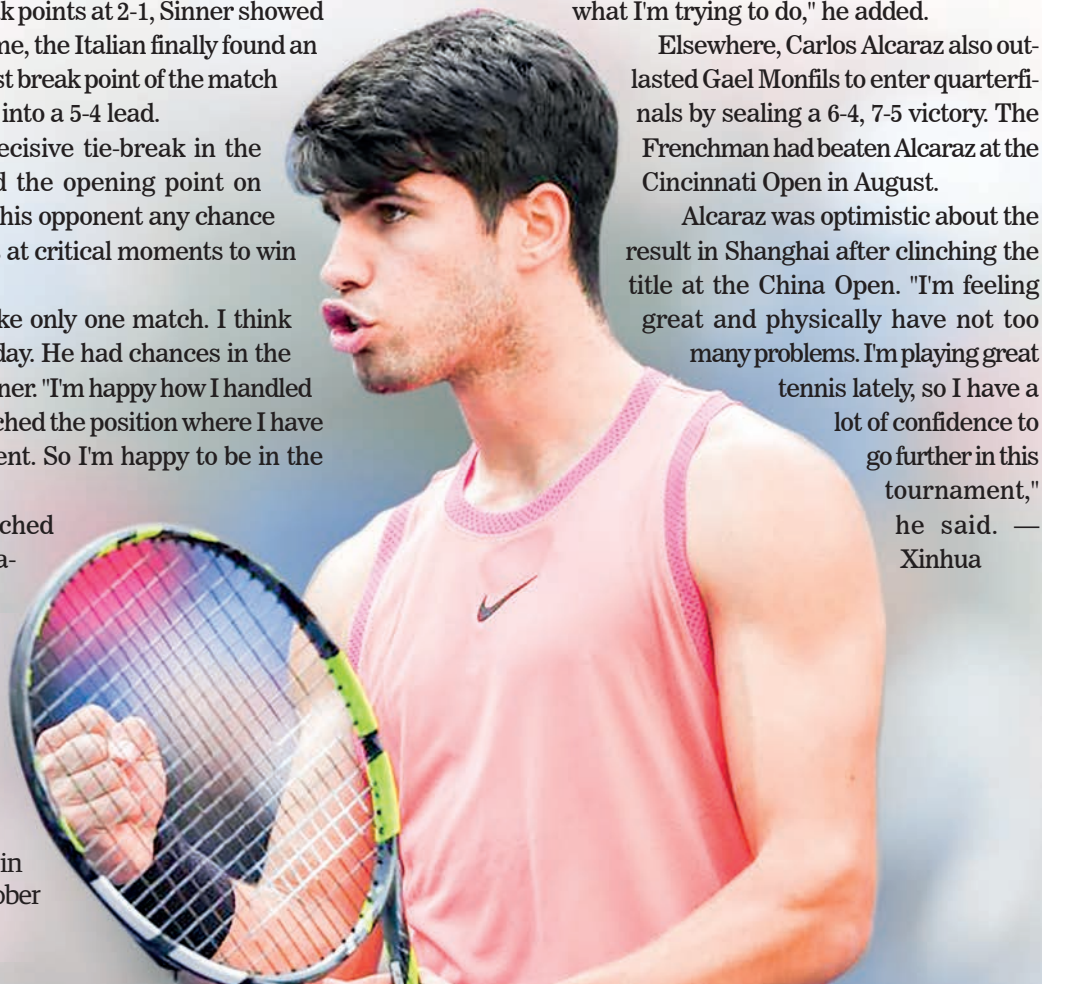 k points at 2-1, Sinner showed
me, the Italian finally found an
st break point of the match
into a 5-4 lead.
ecisive tie-break in the
d the opening point on
his opponent any chance
at critical moments to win
ke only one match. I think
day. He had chances in the
ner. "I'm happy how I handled
ched the position where I have
ent. So I'm happy to be in the
ched
a-
in
ober
what I'm trying to do," he added.
Elsewhere, Carlos Alcaraz also out-
lasted Gael Monfils to enter quarterfi-
nals by sealing a 6-4, 7-5 victory. The
Frenchman had beaten Alcaraz at the
Cincinnati Open in August.
Alcaraz was optimistic about the
result in Shanghai after clinching the
title at the China Open. "I'm feeling
great and physically have not too
many problems. I'm playing great
tennis lately, so I have a
lot of confidence to
go further in this
tournament,"
he said. —
Xinhua